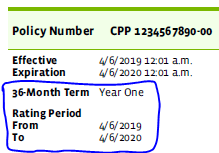 Policy Number CPP 1234567890-00
Effective 4/6/2019 12:01 a.m.
Expiration 4/6/2020 12:01 a.m.
36-Month Term Year One
Rating Period
From 4/6/2019
To 4/6/2020